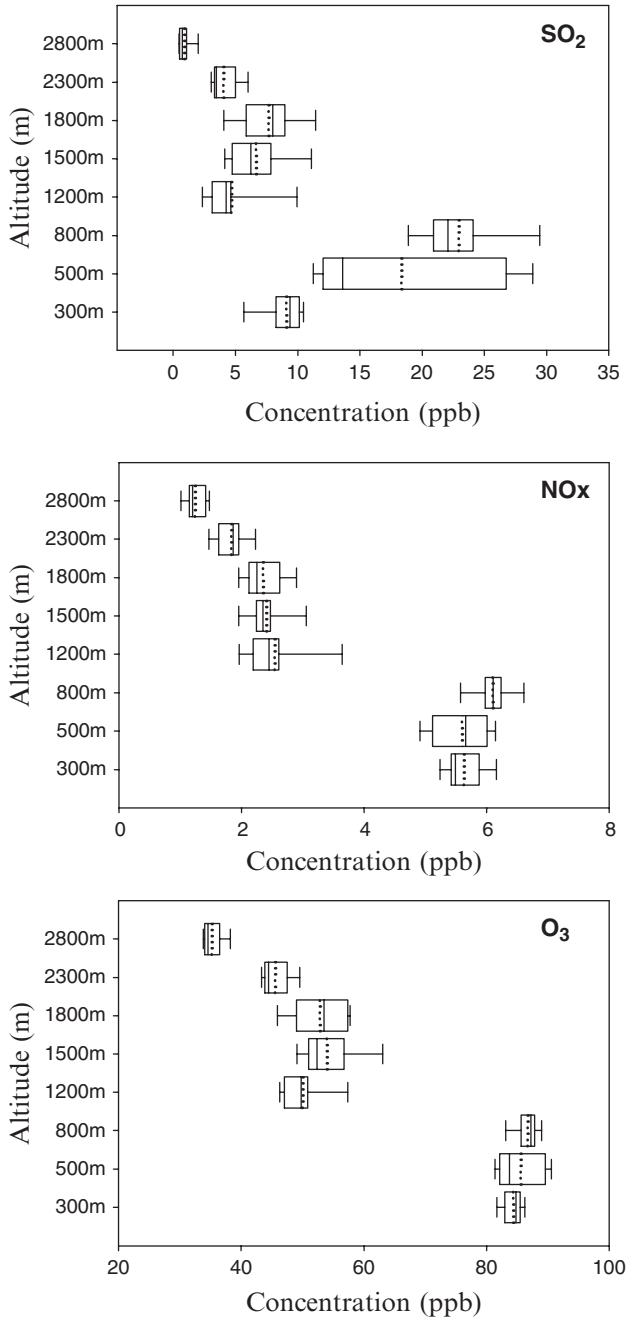 SO₂
Altitude (m)
2800m
2300m
1800m
1500m
1200m
800m
500m
300m
0 5 10 15 20 25 30 35
Concentration (ppb)
NOx
Altitude (m)
2800m
2300m
1800m
1500m
1200m
800m
500m
300m
0 2 4 6 8
Concentration (ppb)
O₃
Altitude (m)
2800m
2300m
1800m
1500m
1200m
800m
500m
300m
20 40 60 80 100
Concentration (ppb)